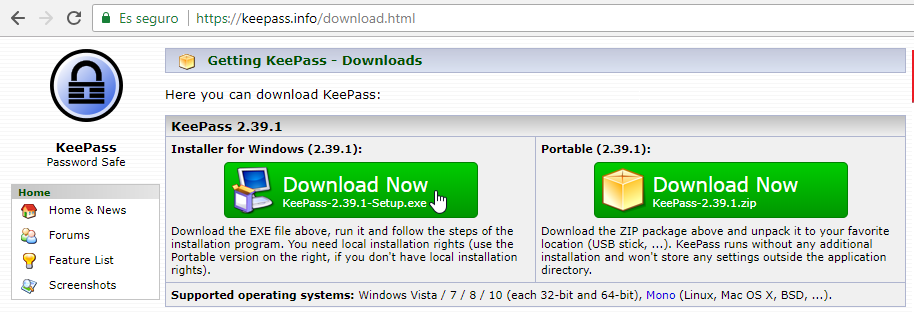 Es seguro https://keepass.info/download.html
KeePass
Password Safe
Home
Home & News
Forums
Feature List
Screenshots
Getting KeePass - Downloads
Here you can download KeePass:
KeePass 2.39.1
Installer for Windows (2.39.1):
Download Now
KeePass-2.39.1-Setup.exe
Download the EXE file above, run it and follow the steps of the
installation program. You need local installation rights (use the
Portable version on the right, if you don't have local installation
rights).
Portable (2.39.1):
Download Now
KeePass-2.39.1.zip
Download the ZIP package above and unpack it to your favorite
location (USB stick, ...). KeePass runs without any additional
installation and won't store any settings outside the application
directory.
Supported operating systems: Windows Vista / 7 / 8 / 10 (each 32-bit and 64-bit), Mono (Linux, Mac OS X, BSD, ...).